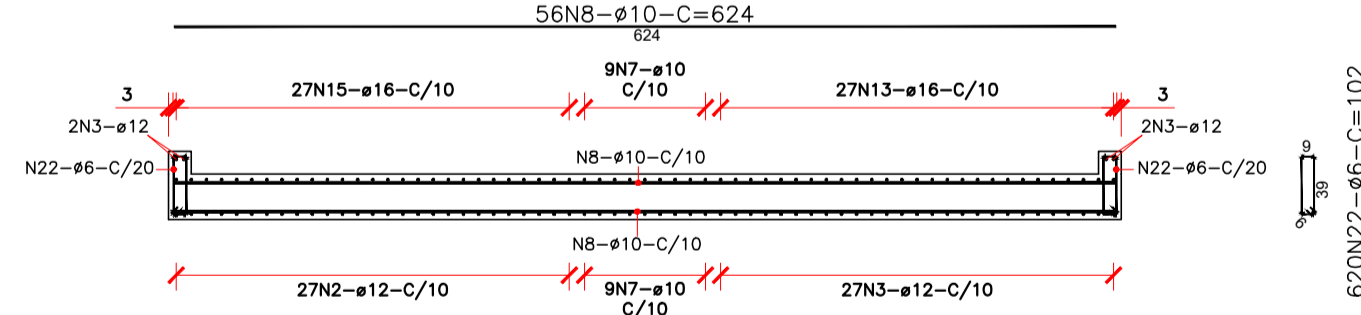 56N8-ø10-C=624
624
3
27N15-ø16-C/10
9N7-ø10
C/10
27N13-ø16-C/10
3
2N3-ø12
2N3-ø12
N22-ø6-C/20
N8-ø10-C/10
N22-ø6-C/20
N8-ø10-C/10
27N2-ø12-C/10
9N7-ø10
C/10
27N3-ø12-C/10
9
39
6
620N22-ø6-C=102